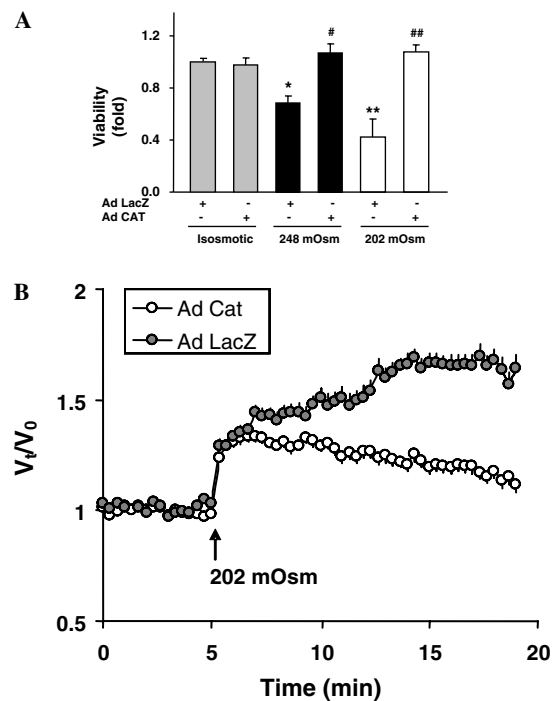 A
Viability
(fold)
1.2
0.8
0.4
0.0
*
#
**
##
Ad LacZ + - + - + -
Ad CAT - + - + - +
Isosmotic 248 mOsm 202 mOsm
B
Ad Cat
Ad LacZ
Vt/V0
2
1.5
1
0.5
202 mOsm
0 5 10 15 20
Time (min)